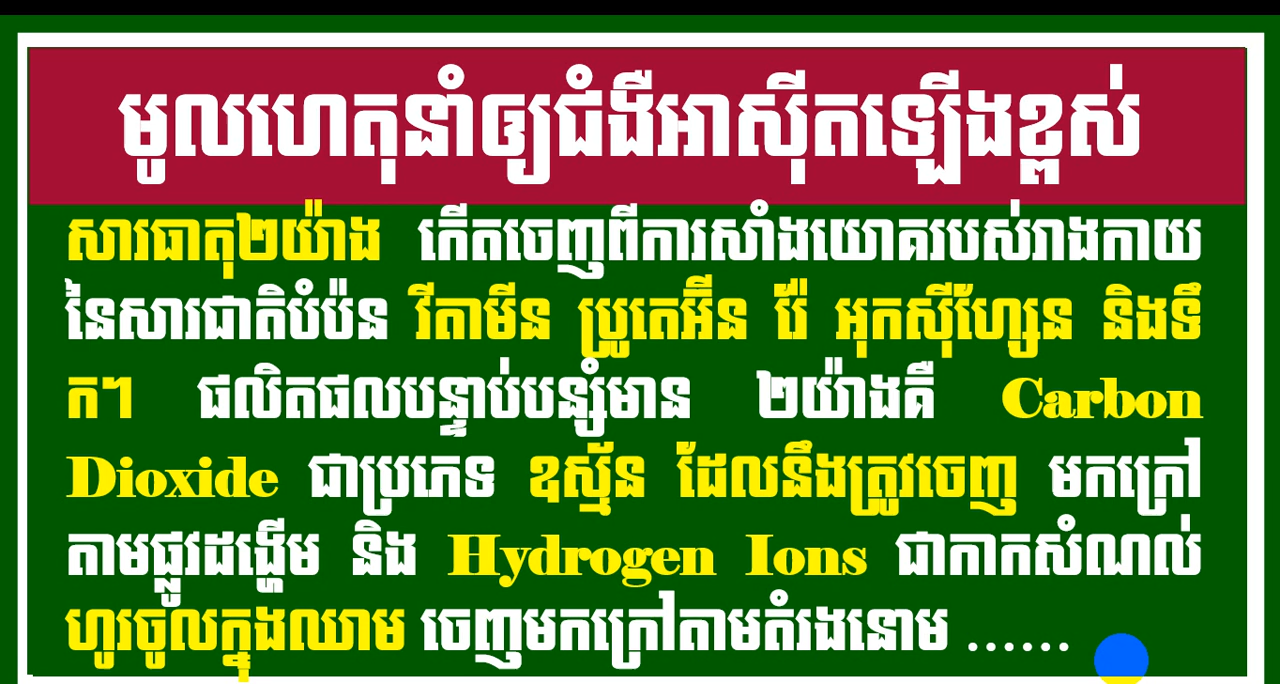 មូលហេតុនាំឲ្យជំងឺអាស៊ីតឡើងខ្ពស់
សារធាតុ២យ៉ាង កើតចេញពីការសាំងយោគរបស់រាងកាយ
នៃសារជាតិបំប៉ន វីតាមីន ប្រូតេអ៊ីន រ៉ែ អុកស៊ីហ្សែន និងទឹ
ក។ ផលិតផលបន្ទាប់បន្សំមាន ២យ៉ាងគឺ Carbon
Dioxide ជាប្រភេទ ឧស្ម័ន ដែលនឹងត្រូវចេញ មកក្រៅ
តាមផ្លូវដង្ហើម និង Hydrogen Ions ជាកាកសំណល់
ហូរចូលក្នុងឈាម ចេញមកក្រៅតាមតំរងនោម ......